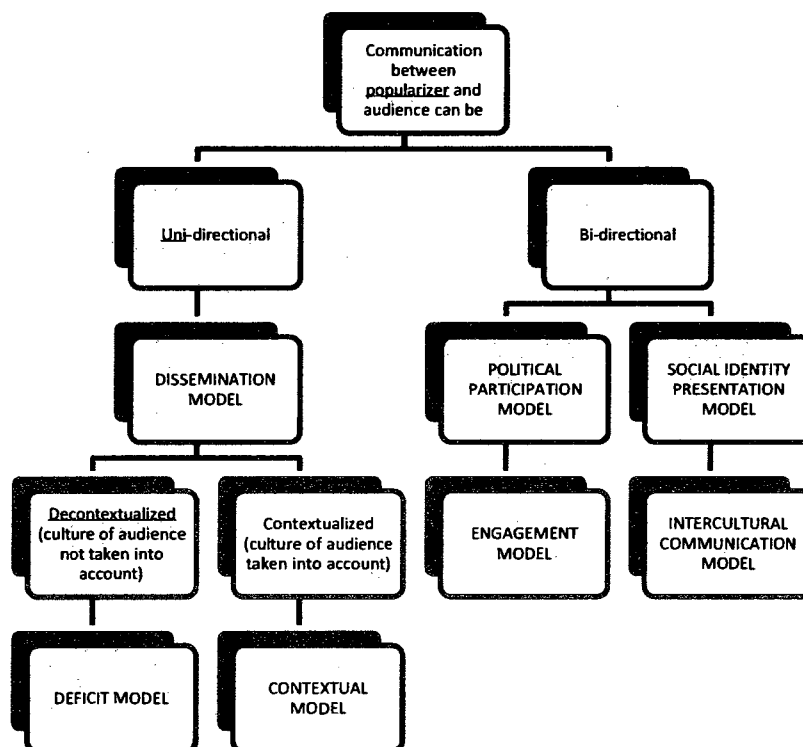 Communication
between
popularizer and
audience can be
Uni-directional
Bi-directional
DISSEMINATION
MODEL
POLITICAL
PARTICIPATION
MODEL
SOCIAL IDENTITY
PRESENTATION
MODEL
Decontextualized
(culture of audience
not taken into
account)
Contextualized
(culture of audience
taken into account)
ENGAGEMENT
MODEL
INTERCULTURAL
COMMUNICATION
MODEL
DEFICIT MODEL
CONTEXTUAL
MODEL